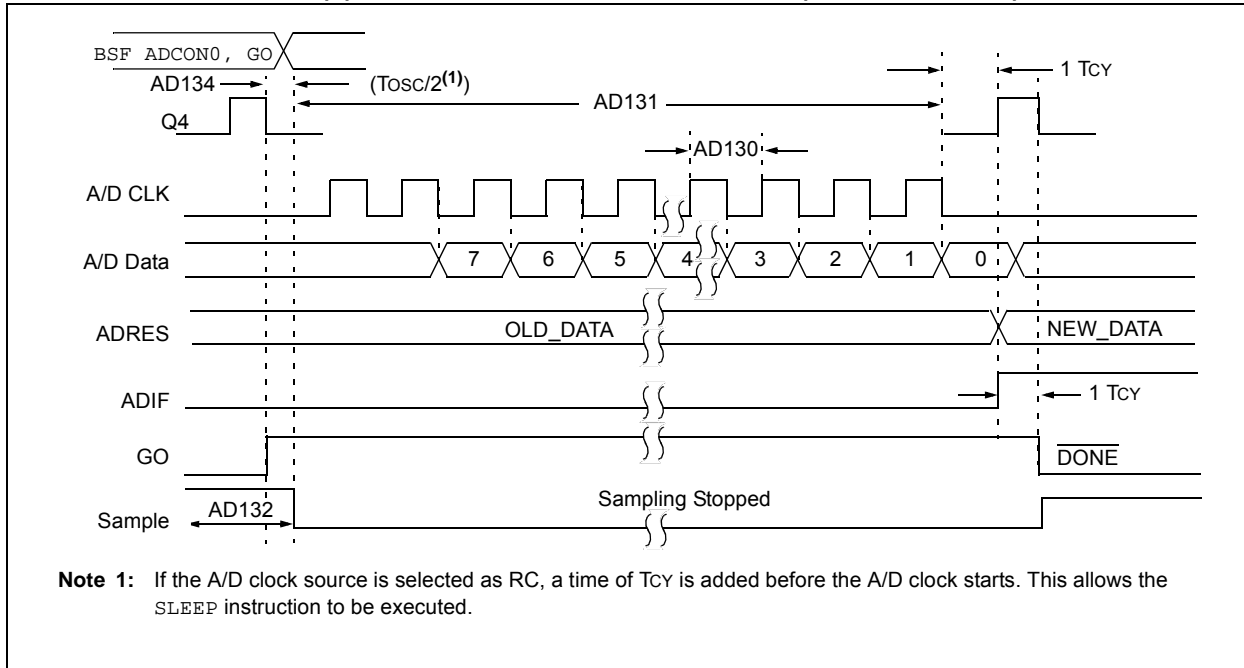 BSF ADCON0, GO
AD134
(TOSC/2(1))
1 TCY
AD131
Q4
AD130
A/D CLK
A/D Data
7 6 5 4 3 2 1 0
ADRES
OLD_DATA
NEW_DATA
ADIF
1 TCY
GO
DONE
Sample
AD132
Sampling Stopped
Note 1: If the A/D clock source is selected as RC, a time of TCY is added before the A/D clock starts. This allows the
SLEEP instruction to be executed.